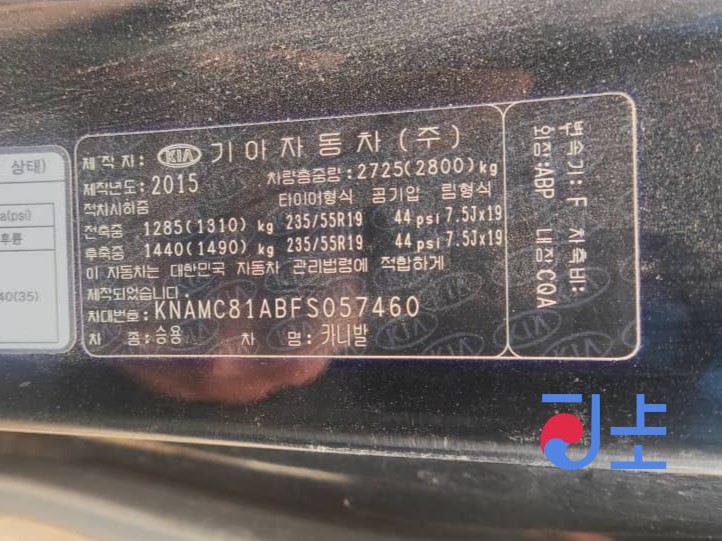 상태)
a(psi)
후륜
40(35)
제작자: KIA 기아자동차(주)
제작년도: 2015 차량총중량: 2725(2800)kg
적차시하중 타이어형식 공기압 림형식
전축중 1285(1310) kg 235/55R19 44 psi 7.5Jx19
후축중 1440(1490) kg 235/55R19 44 psi 7.5Jx19
이 자동차는 대한민국 자동차 관리법령에 적합하게
제작되었습니다.
차대번호: KNAMC81ABFS057460
차 종: 승용 차 명: 카니발
변속기: F 차축비:
외장: ABP 내장: CQA